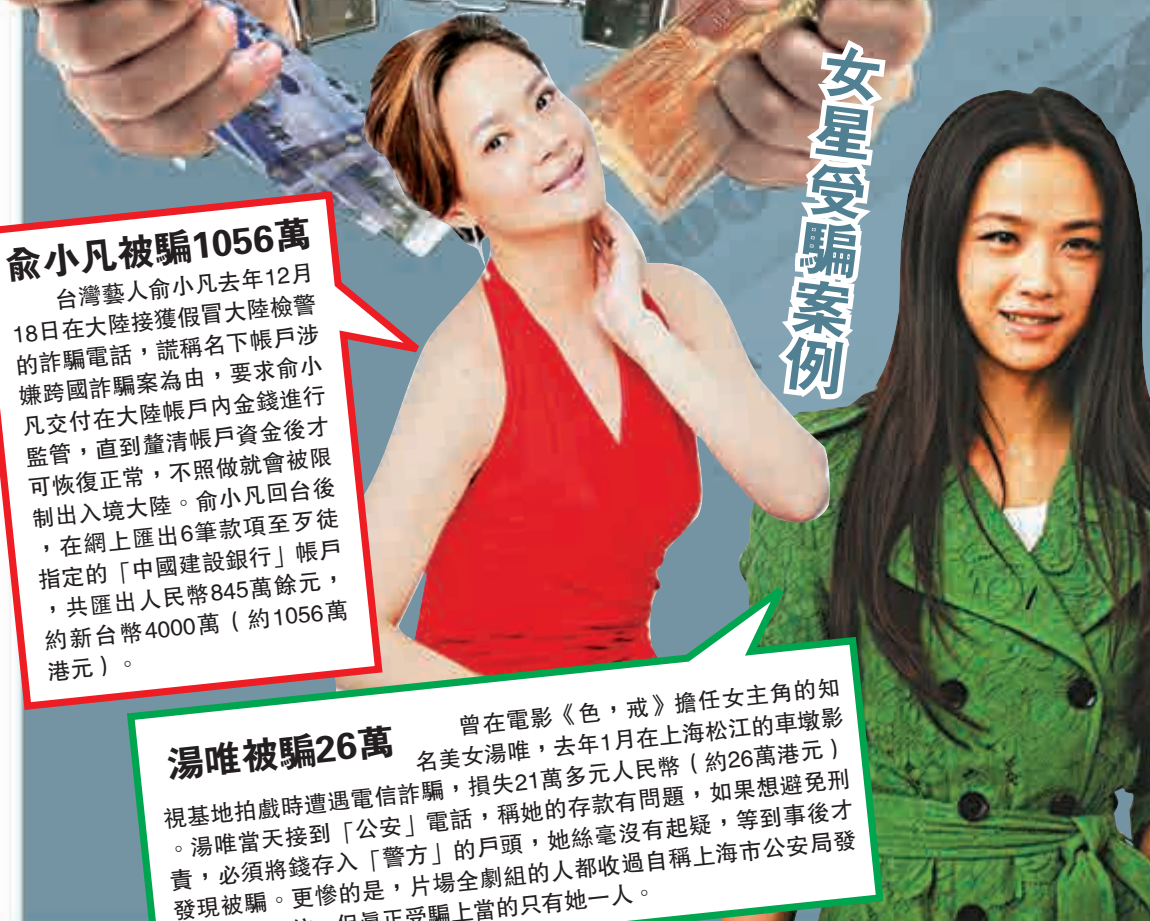 女星受騙案例
俞小凡被騙1056萬
台灣藝人俞小凡去年12月
18日在大陸接獲假冒大陸檢警
的詐騙電話，謊稱名下帳戶涉
嫌跨國詐騙案為由，要求俞小
凡交付在大陸帳戶內金錢進行
監管，直到釐清帳戶資金後才
可恢復正常，不照做就會被限
制出入境大陸。俞小凡回台後
，在網上匯出6筆款項至歹徒
指定的「中國建設銀行」帳戶
，共匯出人民幣845萬餘元，
約新台幣4000萬（約1056萬
港元）。
湯唯被騙26萬
曾在電影《色，戒》擔任女主角的知
名美女湯唯，去年1月在上海松江的車墩影
視基地拍戲時遭遇電信詐騙，損失21萬多元人民幣（約26萬港元）
。湯唯當天接到「公安」電話，稱她的存款有問題，如果想避免刑
責，必須將錢存入「警方」的戶頭，她絲毫沒有起疑，等到事後才
發現被騙。更慘的是，片場全劇組的人都收過自稱上海市公安局發
但真正受騙上當的只有她一人。